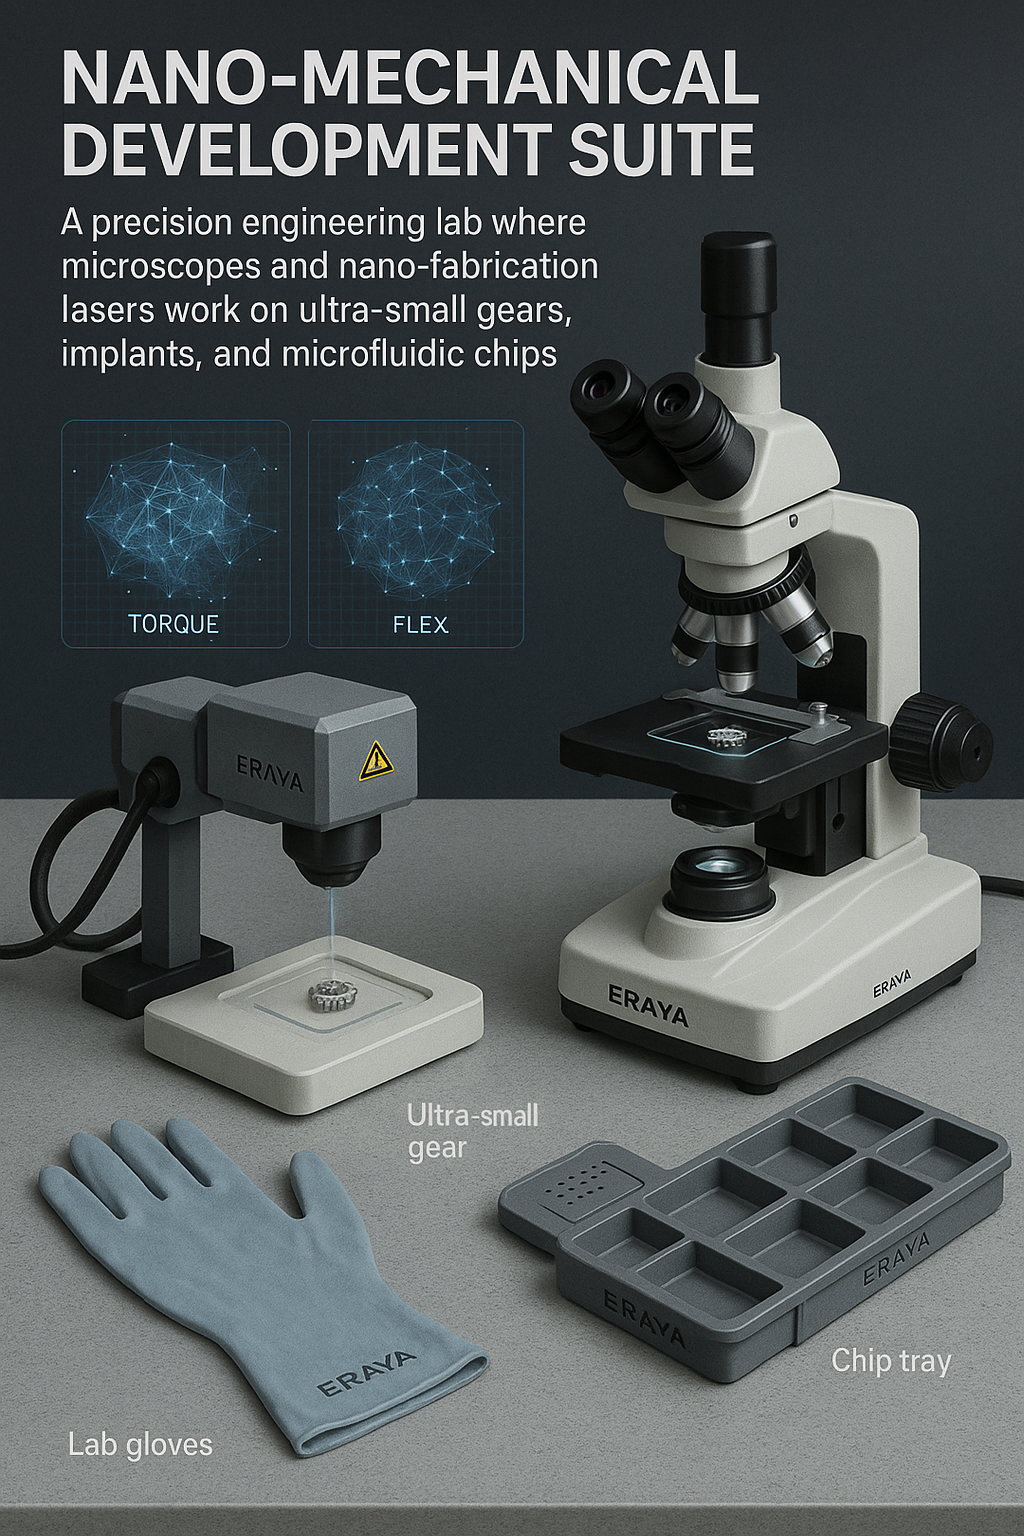 NANO-MECHANICAL
DEVELOPMENT SUITE
A precision engineering lab where
microscopes and nano-fabrication
lasers work on ultra-small gears,
implants, and microfluidic chips
TORQUE
FLEX
ERAYA
ERAYA
ERAYA
Ultra-small
gear
ERAYA
ERAYA
Chip tray
ERAYA
Lab gloves